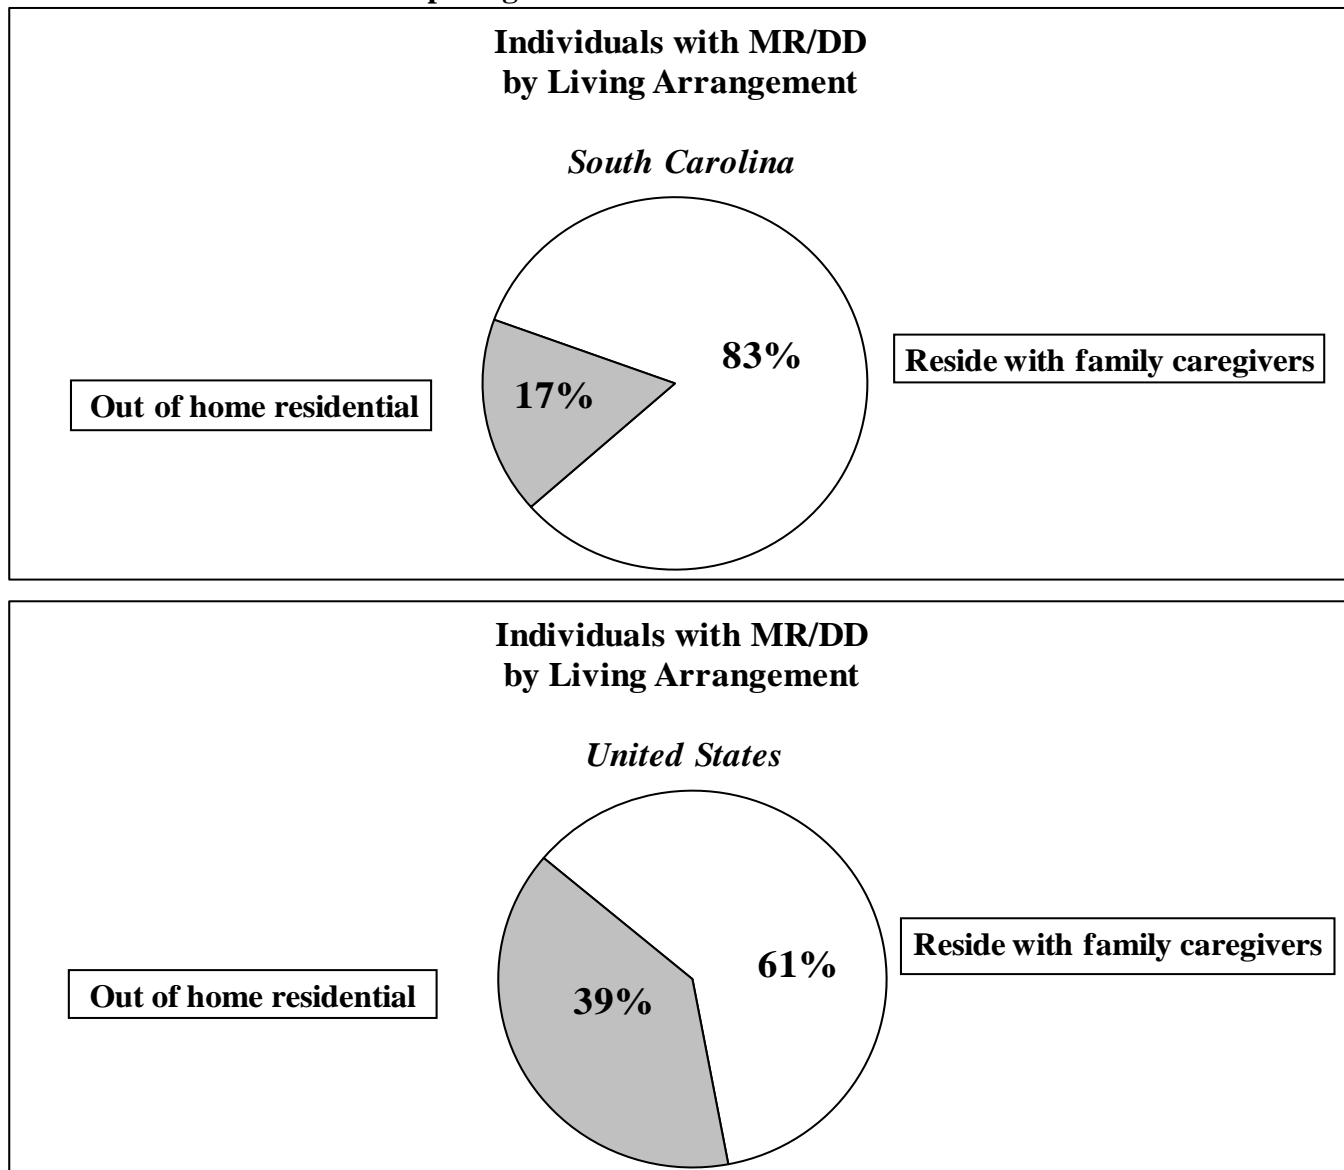 Individuals with MR/DD
by Living Arrangement
South Carolina
83%
Reside with family caregivers
17%
Out of home residential
Individuals with MR/DD
by Living Arrangement
United States
61%
Reside with family caregivers
39%
Out of home residential